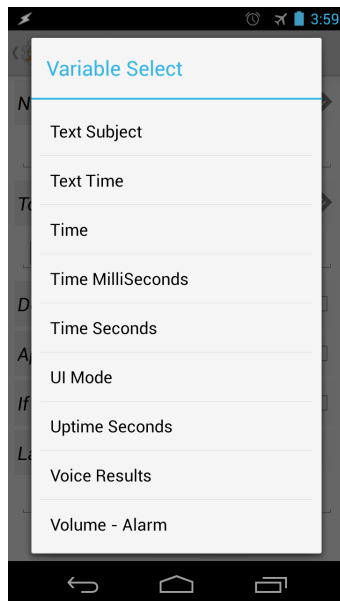 3:59
Variable Select
Text Subject
Text Time
Time
Time MilliSeconds
Time Seconds
UI Mode
Uptime Seconds
Voice Results
Volume - Alarm
If